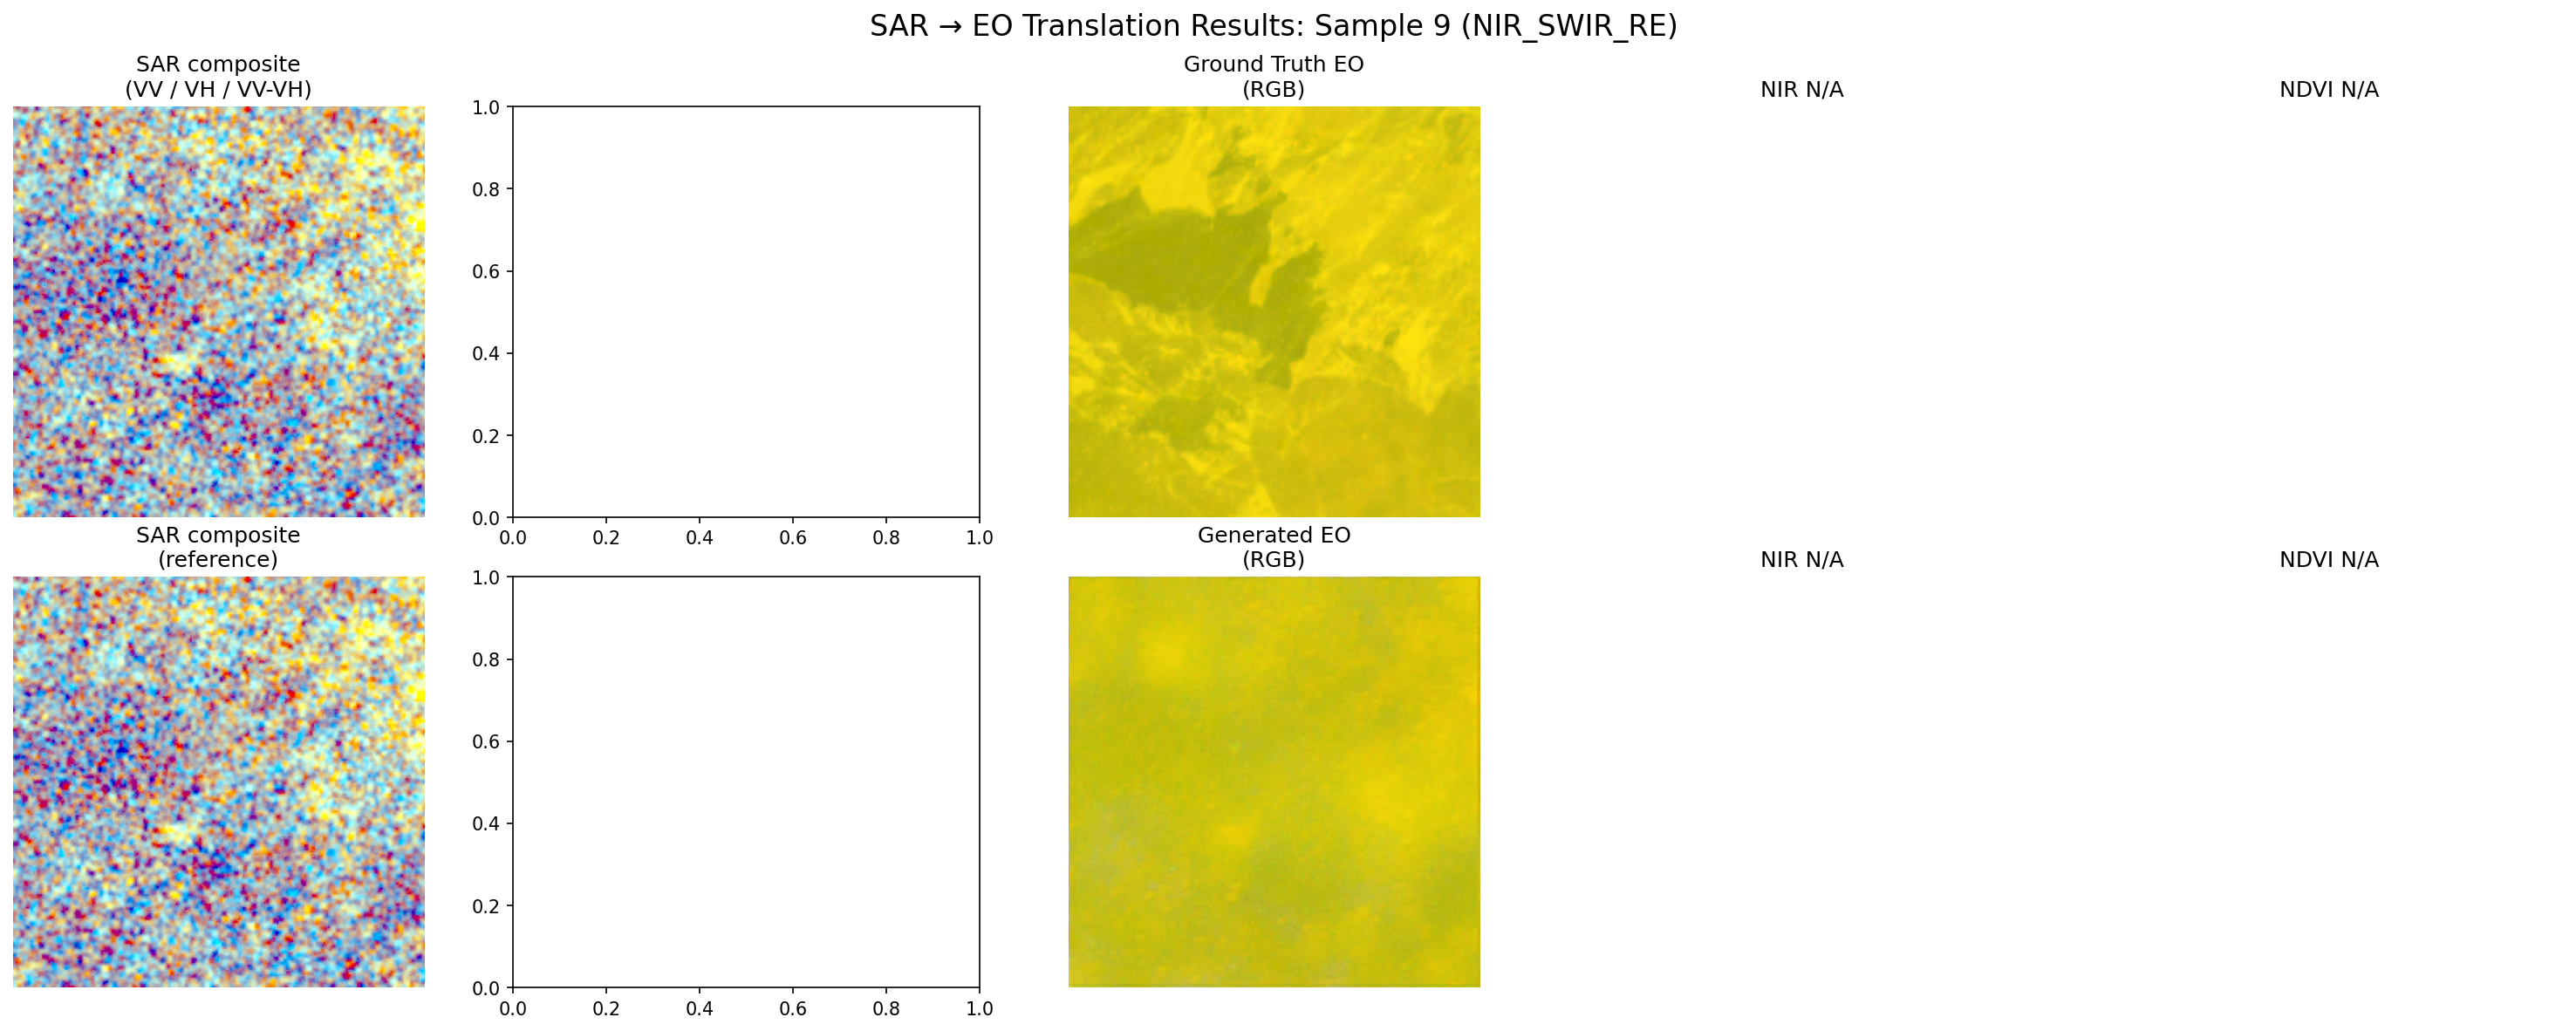 SAR → EO Translation Results: Sample 9 (NIR_SWIR_RE)
SAR composite
(VV / VH / VV-VH)
Ground Truth EO
(RGB)
NIR N/A
NDVI N/A
1.0
0.8
0.6
0.4
0.2
0.0
0.0 0.2 0.4 0.6 0.8 1.0
SAR composite
(reference)
Generated EO
(RGB)
NIR N/A
NDVI N/A
1.0
0.8
0.6
0.4
0.2
0.0
0.0 0.2 0.4 0.6 0.8 1.0